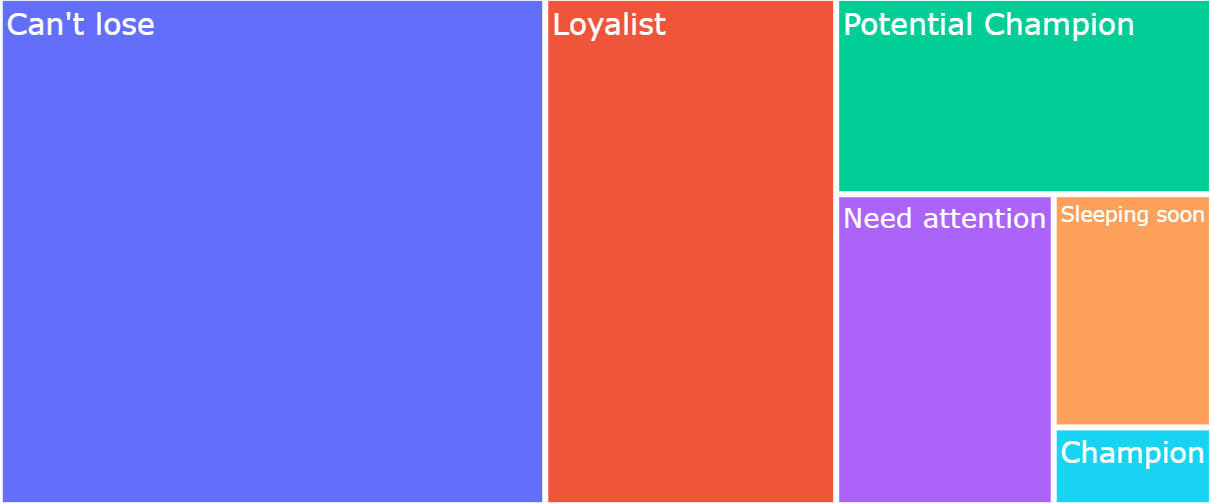 Can't lose
Loyalist
Potential Champion
Need attention
Sleeping soon
Champion